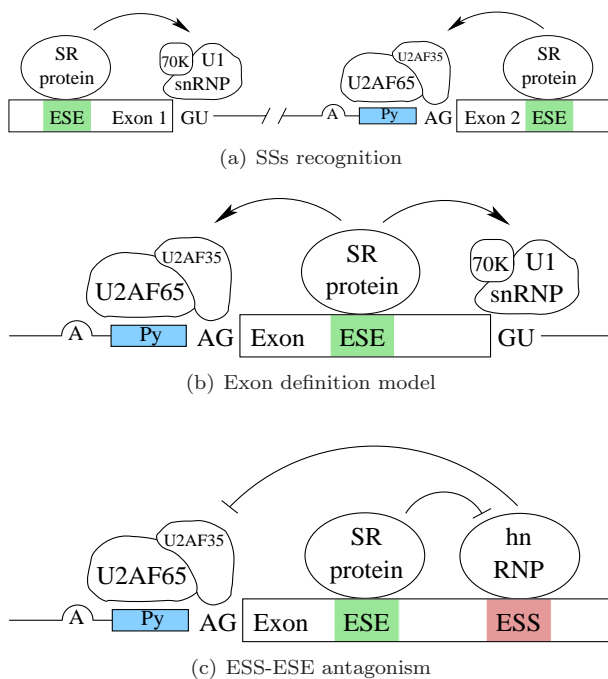 SR
protein
70K U1
snRNP
ESE Exon 1 GU
U2AF35
U2AF65
SR
protein
A Py AG Exon 2 ESE
(a) SSs recognition
U2AF35
U2AF65
SR
protein
70K U1
snRNP
A Py AG Exon ESE GU
(b) Exon definition model
U2AF35
U2AF65
SR
protein
hn
RNP
A Py AG Exon ESE ESS
(c) ESS-ESE antagonism